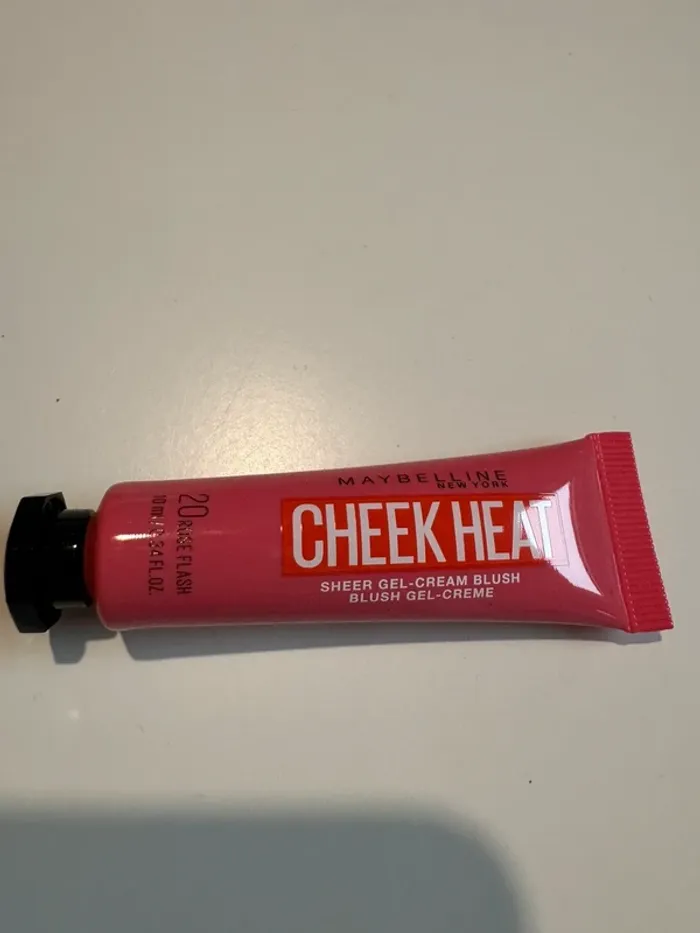 MAYBELLINE
NEW YORK
CHEEK HEAT
SHEER GEL-CREAM BLUSH
BLUSH GEL-CREME
20 ROSE FLASH
10 ml/0.34 FL.OZ.